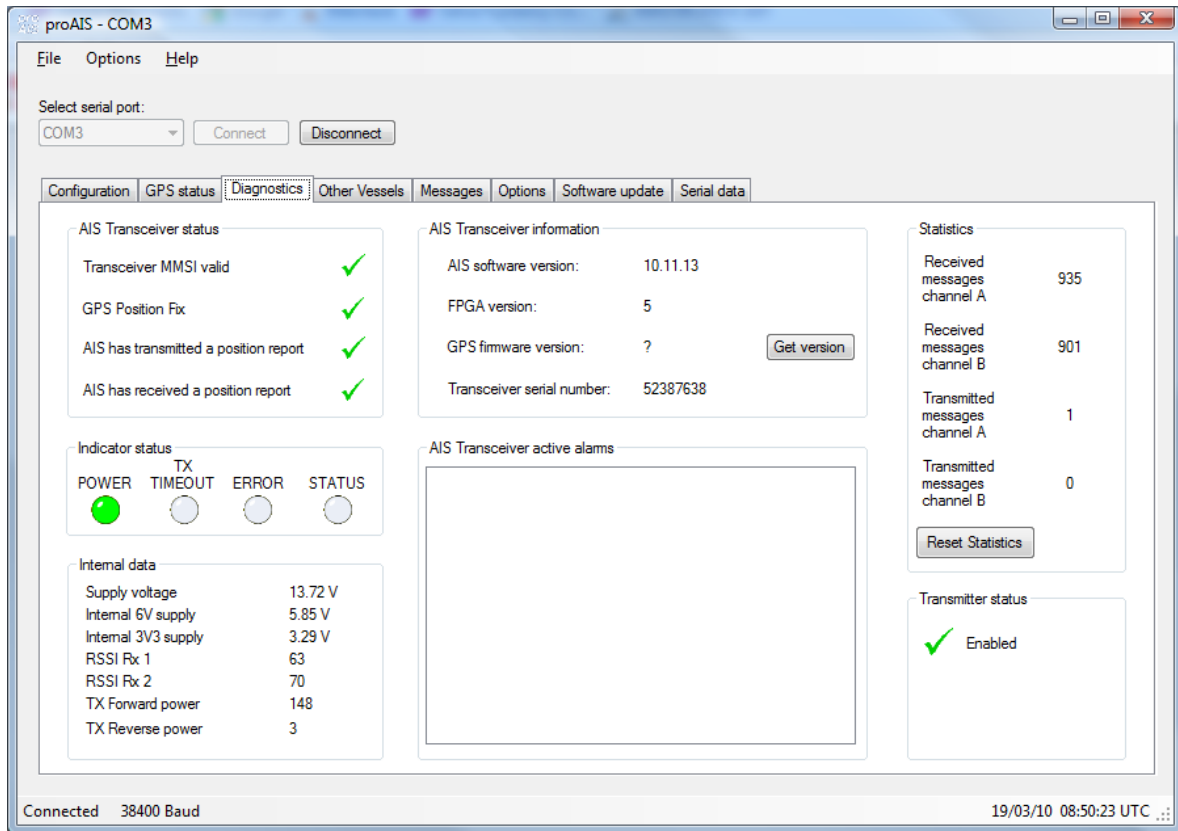 proAIS - COM3
File Options Help
Select serial port:
COM3 Connect Disconnect
Configuration GPS status Diagnostics Other Vessels Messages Options Software update Serial data
AIS Transceiver status
Transceiver MMSI valid
GPS Position Fix
AIS has transmitted a position report
AIS has received a position report
Indicator status
POWER TX TIMEOUT ERROR STATUS
Internal data
Supply voltage 13.72 V
Internal 6V supply 5.85 V
Internal 3V3 supply 3.29 V
RSSI Rx 1 63
RSSI Rx 2 70
TX Forward power 148
TX Reverse power 3
AIS Transceiver information
AIS software version: 10.11.13
FPGA version: 5
GPS firmware version: ? Get version
Transceiver serial number: 52387638
AIS Transceiver active alarms
Statistics
Received
messages 935
channel A
Received
messages 901
channel B
Transmitted
messages 1
channel A
Transmitted
messages 0
channel B
Reset Statistics
Transmitter status
Enabled
Connected 38400 Baud 19/03/10 08:50:23 UTC